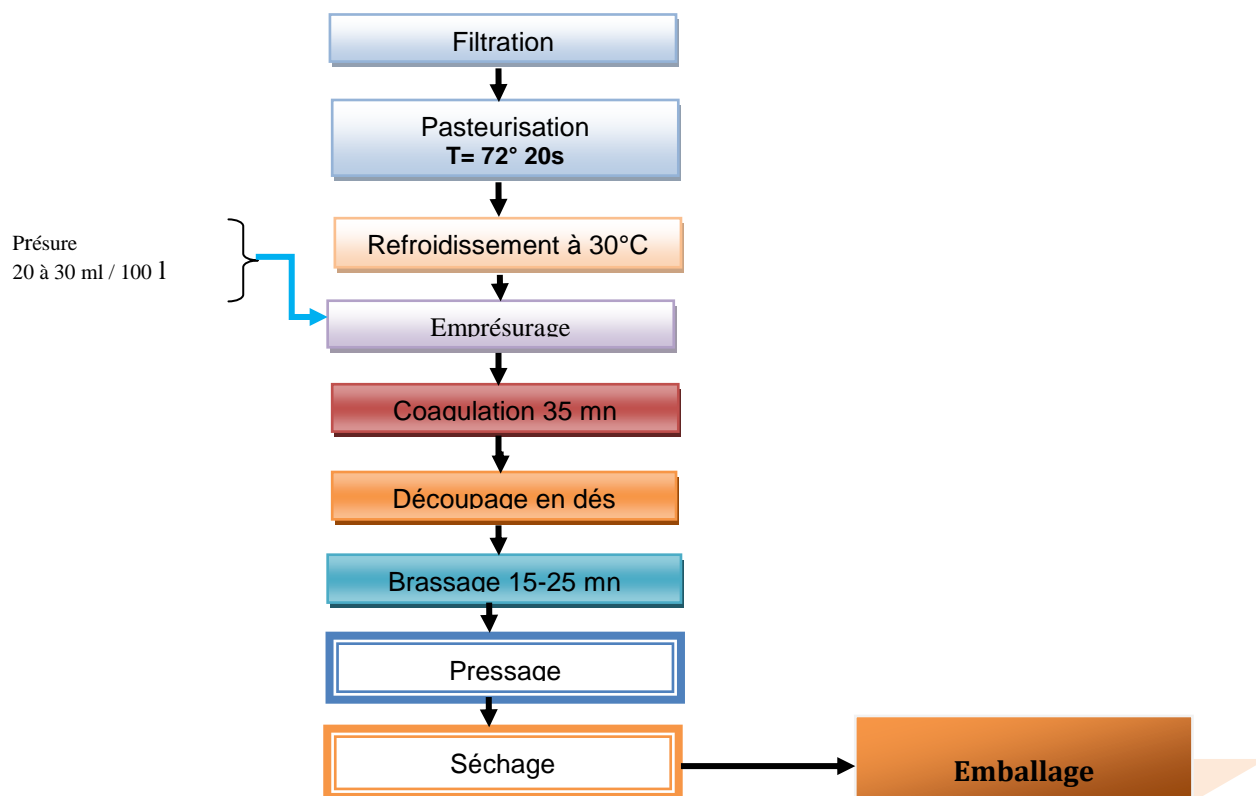 Filtration
Pasteurisation
T= 72° 20s
Refroidissement à 30°C
Présure
20 à 30 ml / 100 l
Emprésurage
Coagulation 35 mn
Découpage en dés
Brassage 15-25 mn
Pressage
Séchage
Emballage